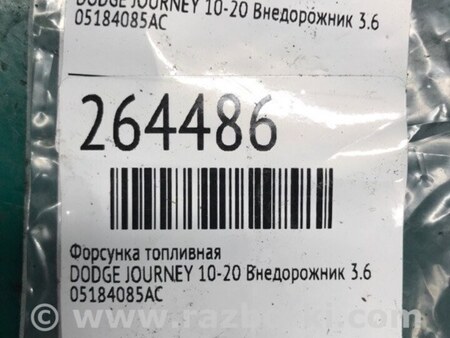 DODGE JOURNEY 10-20 Внедорожник 3.6
05184085AC
264486
Форсунка топливная
DODGE JOURNEY 10-20 Внедорожник 3.6
05184085AC